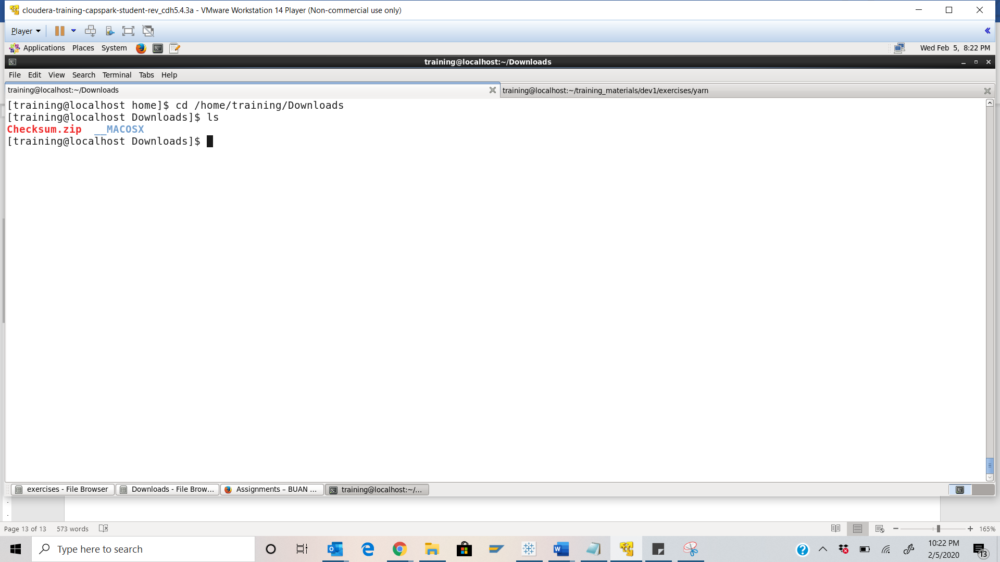 cloudera-training-capspark-student-rev_cdh5.4.3a - VMware Workstation 14 Player (Non-commercial use only)
Player
Applications Places System
Wed Feb 5, 8:22 PM
training@localhost:~/Downloads
File Edit View Search Terminal Tabs Help
training@localhost:~/Downloads
training@localhost:~/training_materials/dev1/exercises/yarn
[training@localhost home]$ cd /home/training/Downloads
[training@localhost Downloads]$ ls
Checksum.zip __MACOSX
[training@localhost Downloads]$
exercises - File Browser
Downloads - File Brow...
Assignments – BUAN ...
training@localhost:~/...
Page 13 of 13 573 words
165%
Type here to search
10:22 PM
2/5/2020
13